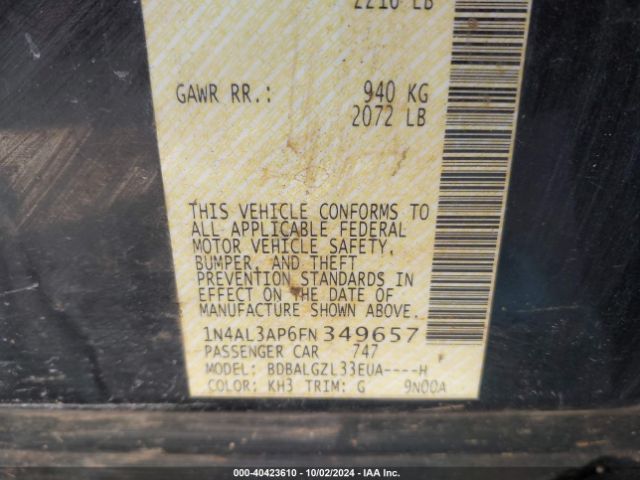 2216 LB
GAWR RR.: 940 KG
2072 LB
THIS VEHICLE CONFORMS TO
ALL APPLICABLE FEDERAL
MOTOR VEHICLE SAFETY,
BUMPER, AND THEFT
PREVENTION STANDARDS IN
EFFECT ON THE DATE OF
MANUFACTURE SHOWN ABOVE.
1N4AL3AP6FN349657
PASSENGER CAR 747 F
MODEL: BDBALGZL33EUA----H
COLOR: KH3 TRIM: G 9N00A
000-40423610 | 10/02/2024 | IAA Inc.